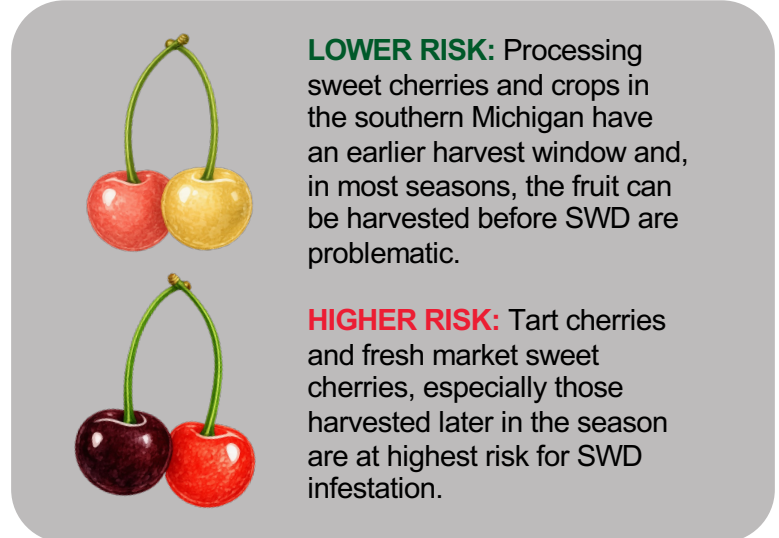 LOWER RISK: Processing
sweet cherries and crops in
the southern Michigan have
an earlier harvest window and,
in most seasons, the fruit can
be harvested before SWD are
problematic.
HIGHER RISK: Tart cherries
and fresh market sweet
cherries, especially those
harvested later in the season
are at highest risk for SWD
infestation.